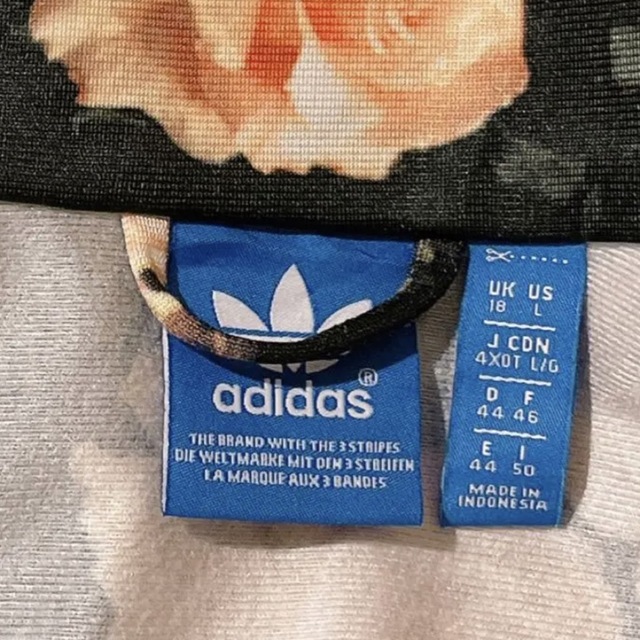 adidas®
THE BRAND WITH THE 3 STRIPES
DIE WELTMARKE MIT DEN 3 STREIFEN
LA MARQUE AUX 3 BANDES
UK US
18 L
J CDN
4XOT L/G
D F
44 46
E I
44 50
MADE IN
INDONESIA